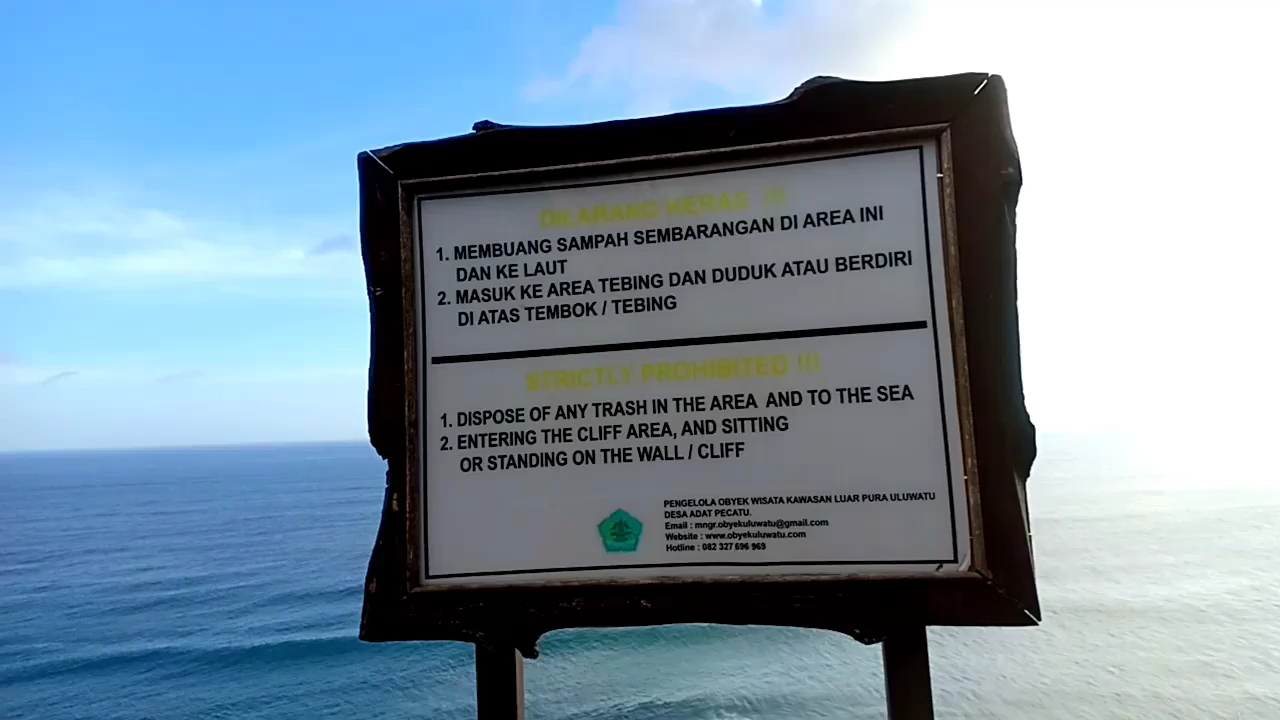 DILARANG KERAS !!!
1. MEMBUANG SAMPAH SEMBARANGAN DI AREA INI
DAN KE LAUT
2. MASUK KE AREA TEBING DAN DUDUK ATAU BERDIRI
DI ATAS TEMBOK / TEBING
STRICTLY PROHIBITED !!!
1. DISPOSE OF ANY TRASH IN THE AREA AND TO THE SEA
2. ENTERING THE CLIFF AREA, AND SITTING
OR STANDING ON THE WALL / CLIFF
PENGELOLA OBYEK WISATA KAWASAN LUAR PURA ULUWATU
DESA ADAT PECATU.
Email : mngr.obyekuluwatu@gmail.com
Website : www.obyekuluwatu.com
Hotline : 082 327 696 969